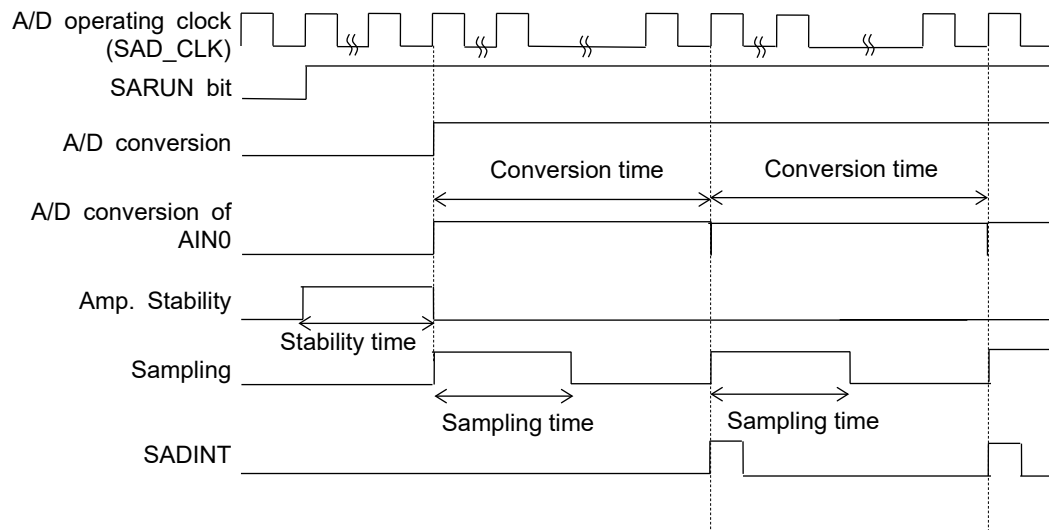 A/D operating clock
(SAD_CLK)
SARUN bit
A/D conversion
Conversion time
Conversion time
A/D conversion of
AIN0
Amp. Stability
Stability time
Sampling
Sampling time
Sampling time
SADINT